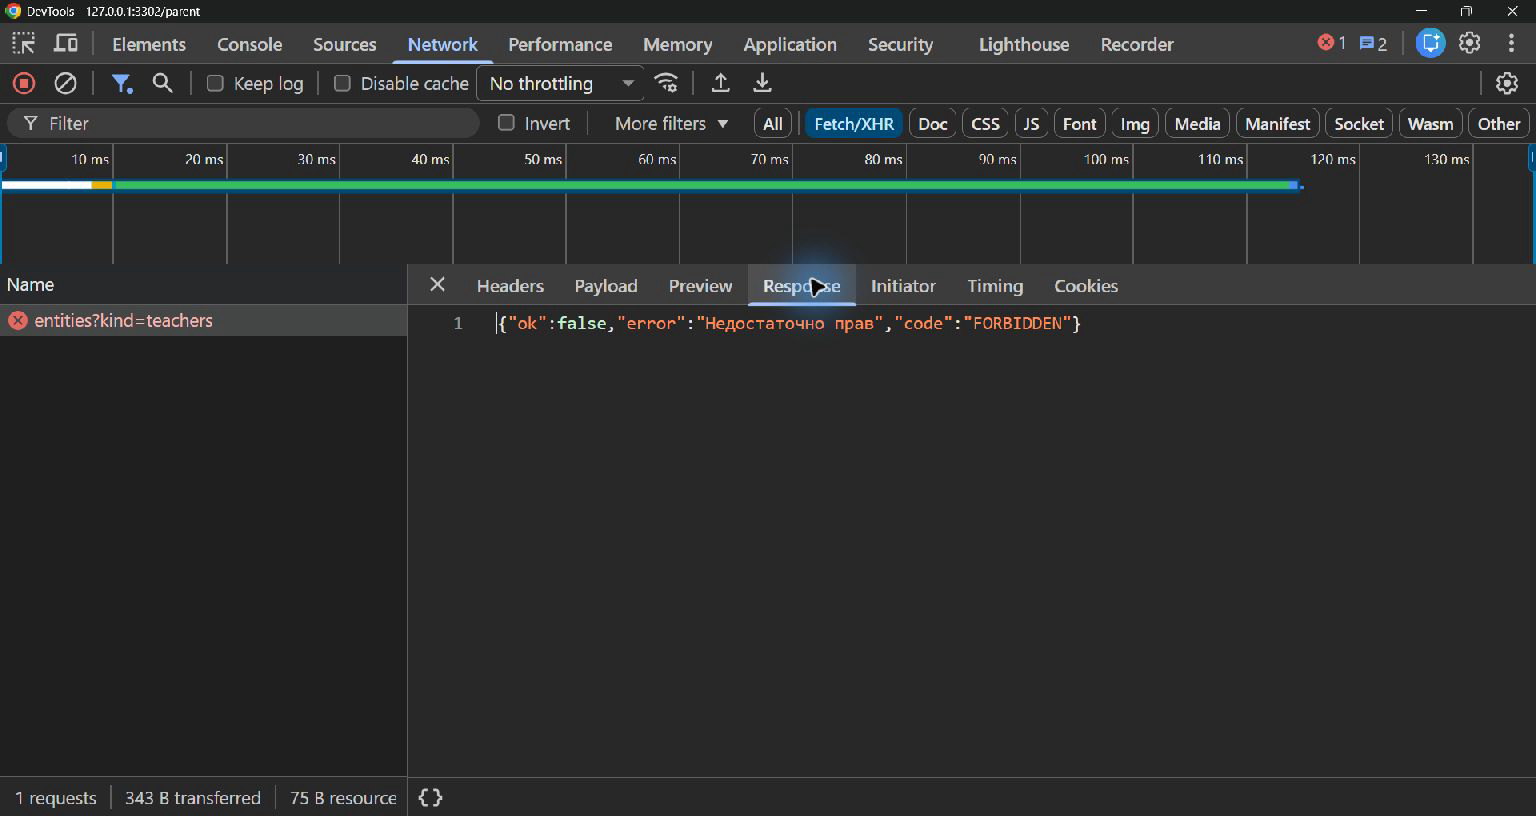 DevTools 127.0.0.1:3302/parent
Elements Console Sources Network Performance Memory Application Security Lighthouse Recorder 1 2
Keep log Disable cache No throttling
Filter Invert More filters All Fetch/XHR Doc CSS JS Font Img Media Manifest Socket Wasm Other
10 ms 20 ms 30 ms 40 ms 50 ms 60 ms 70 ms 80 ms 90 ms 100 ms 110 ms 120 ms 130 ms
Name Headers Payload Preview Response Initiator Timing Cookies
entities?kind=teachers 1 {"ok":false,"error":"Недостаточно прав","code":"FORBIDDEN"}
1 requests 343 B transferred 75 B resource {}